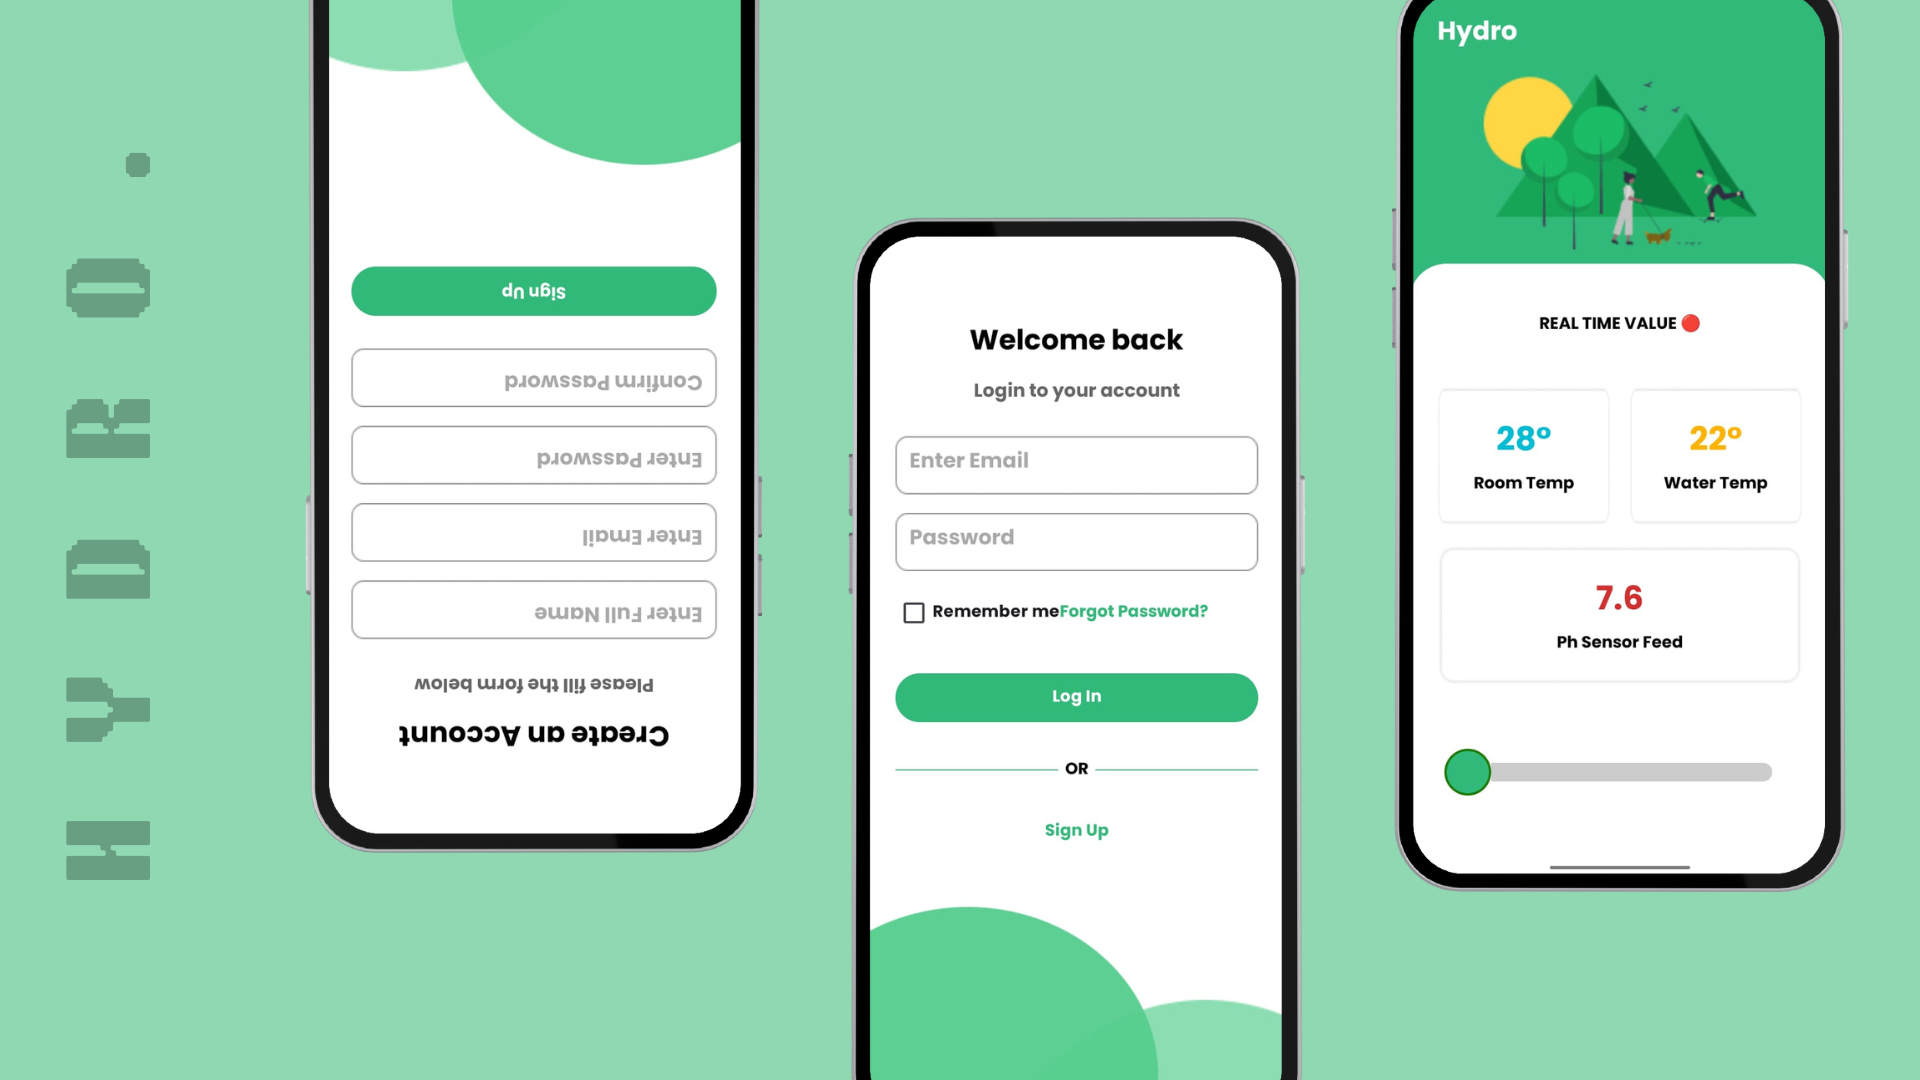 HYDRO.
Sign Up
Confirm Password
Enter Password
Enter Email
Enter Full Name
Please fill the form below
Create an Account
Welcome back
Login to your account
Enter Email
Password
Remember meForgot Password?
Log In
OR
Sign Up
Hydro
REAL TIME VALUE
28°
Room Temp
22°
Water Temp
7.6
Ph Sensor Feed